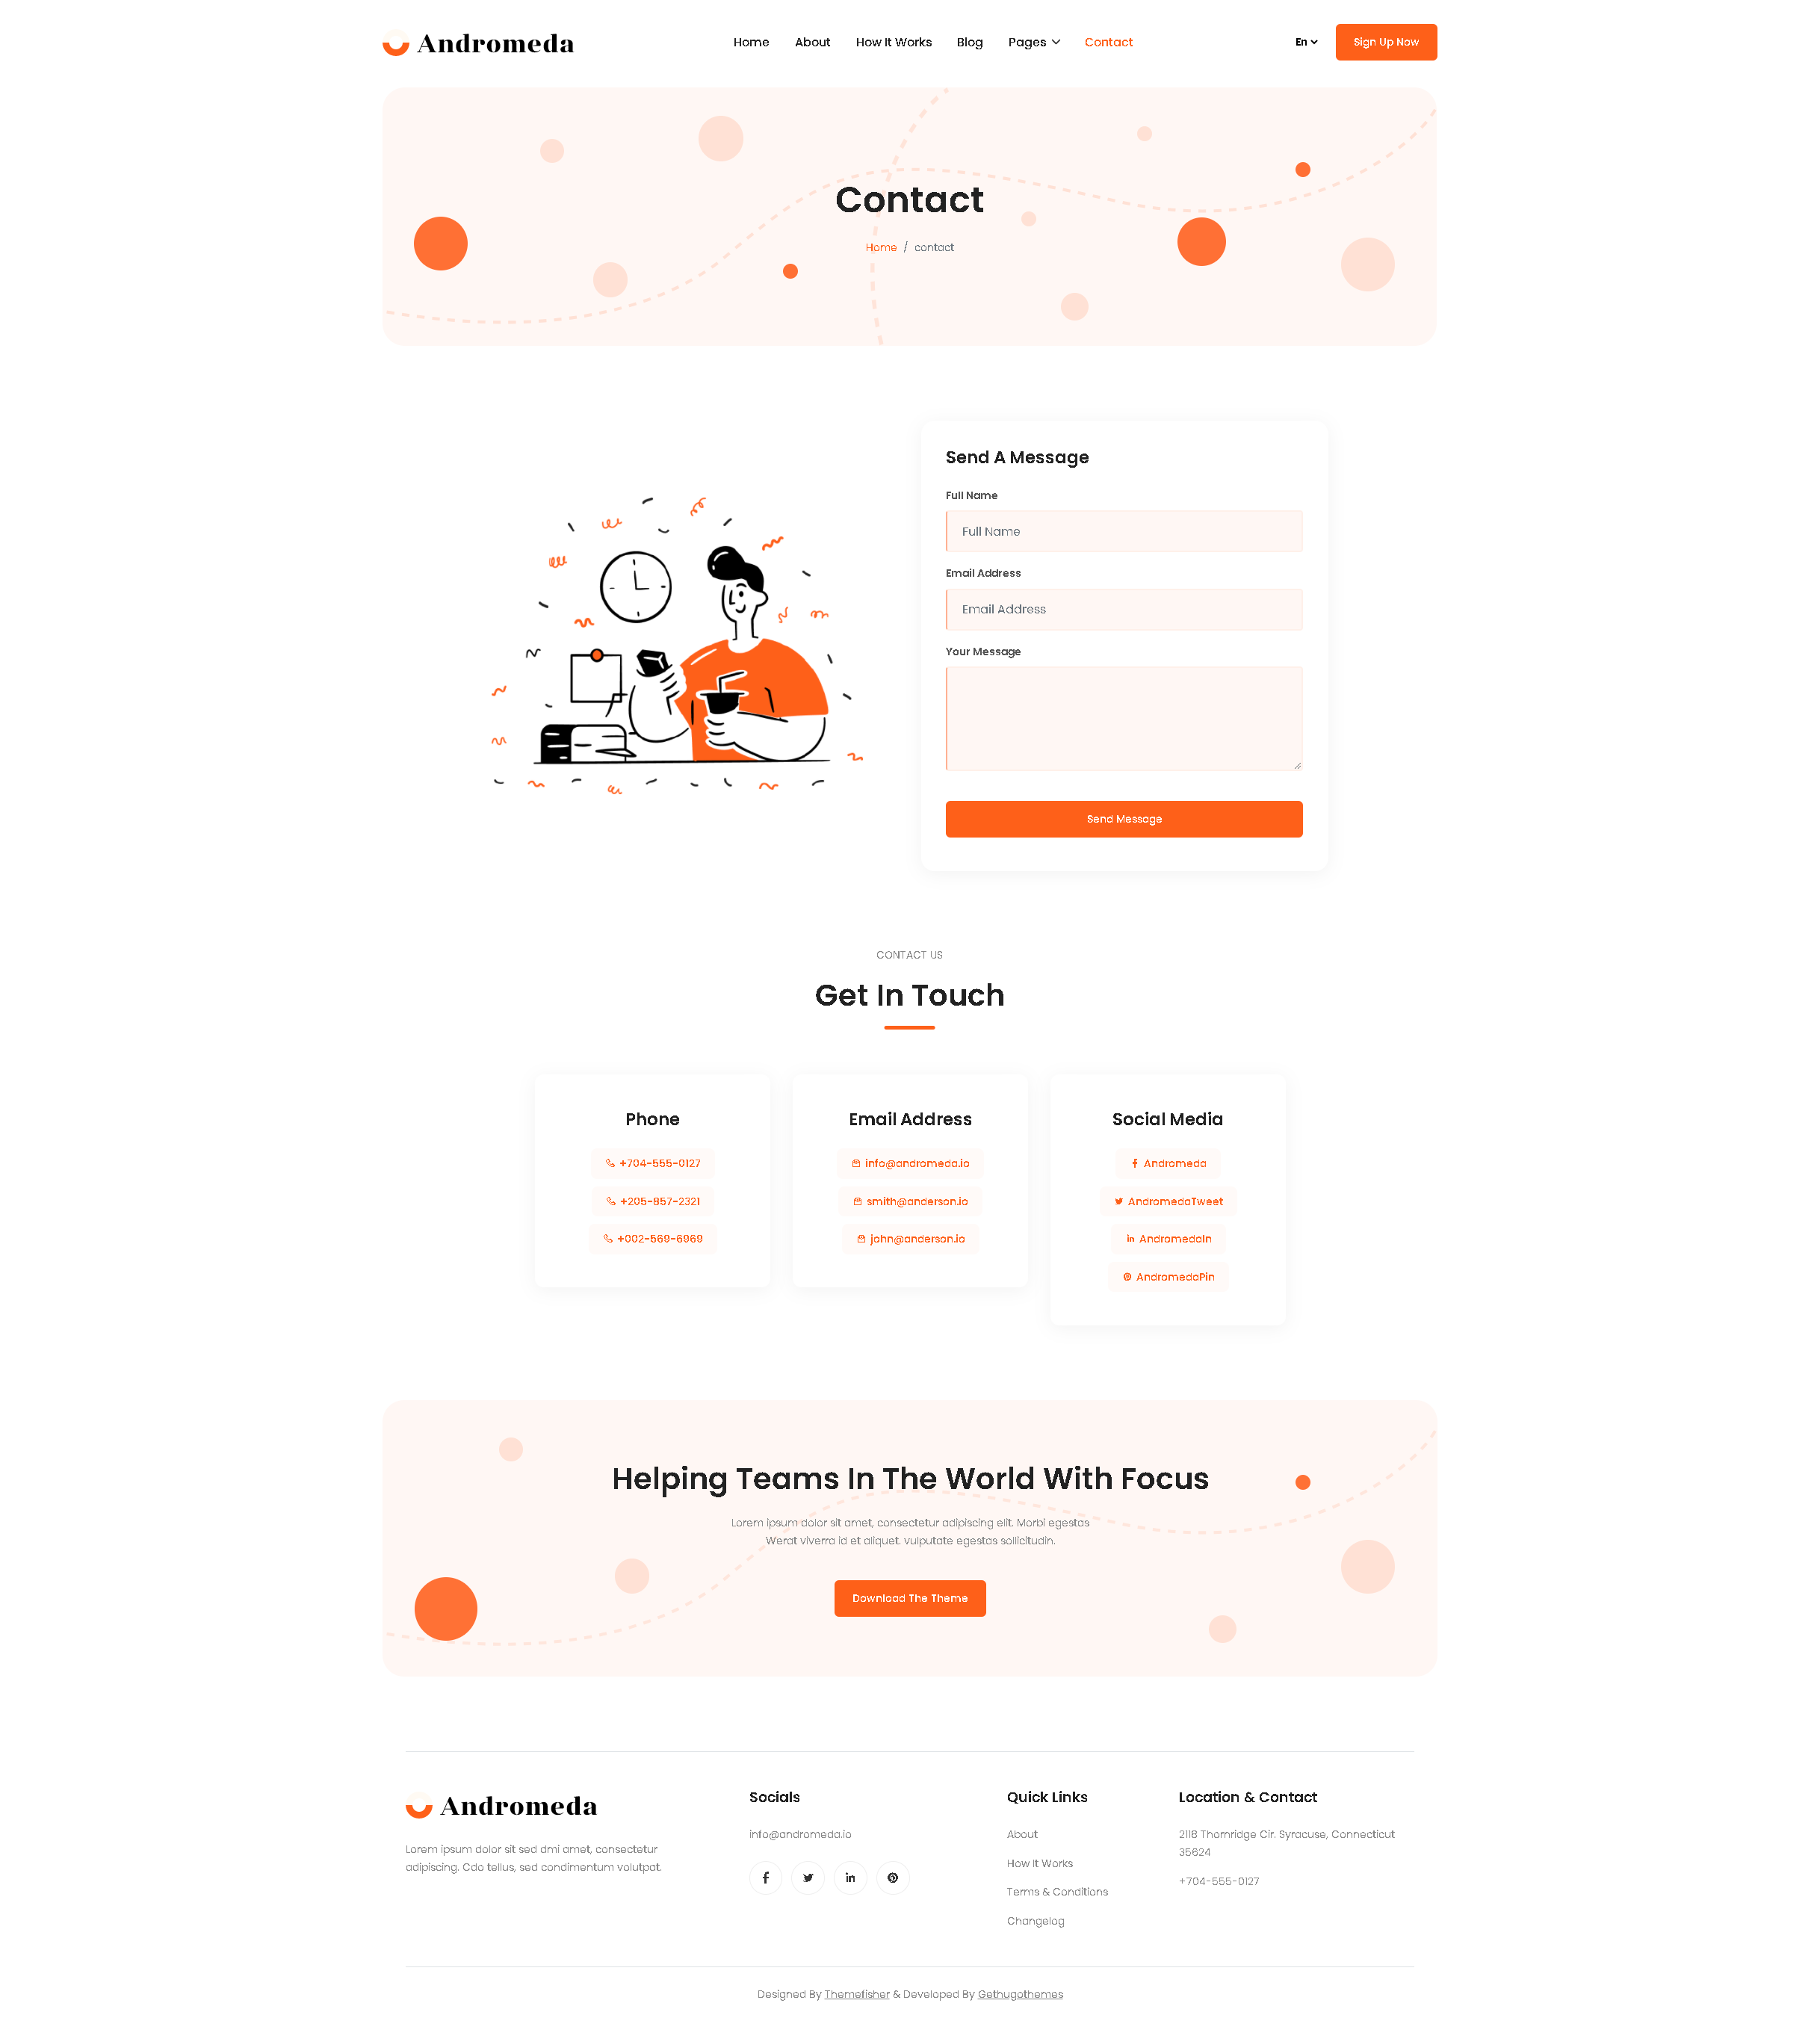 Andromeda
Home
About
How It Works
Blog
Pages
Contact
En
Sign Up Now
Contact
Home / contact
Send A Message
Full Name
Full Name
Email Address
Email Address
Your Message
Send Message
CONTACT US
Get In Touch
Phone
+704-555-0127
+205-857-2321
+002-569-6969
Email Address
info@andromeda.io
smith@anderson.io
john@anderson.io
Social Media
Andromeda
AndromedaTweet
AndromedaIn
AndromedaPin
Helping Teams In The World With Focus
Lorem ipsum dolor sit amet, consectetur adipiscing elit. Morbi egestas
Werat viverra id et aliquet. vulputate egestas sollicitudin.
Download The Theme
Andromeda
Lorem ipsum dolor sit sed dmi amet, consectetur
adipiscing. Cdo tellus, sed condimentum volutpat.
Socials
info@andromeda.io
Quick Links
About
How It Works
Terms & Conditions
Changelog
Location & Contact
2118 Thornridge Cir. Syracuse, Connecticut
35624
+704-555-0127
Designed By Themefisher & Developed By Gethugothemes